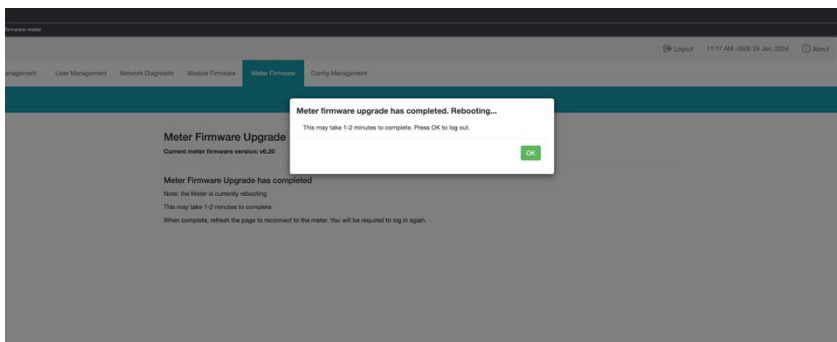 firmware-meter
Logout 11:17 AM -0500 29 Jan, 2024 About
anagement User Management Network Diagnostic Module Firmware Meter Firmware Config Management
Meter firmware upgrade has completed. Rebooting...
This may take 1-2 minutes to complete. Press OK to log out.
OK
Meter Firmware Upgrade
Current meter firmware version: v6.20
Meter Firmware Upgrade has completed
Note: the Meter is currently rebooting
This may take 1-2 minutes to complete
When complete, refresh the page to reconnect to the meter. You will be required to log in again.